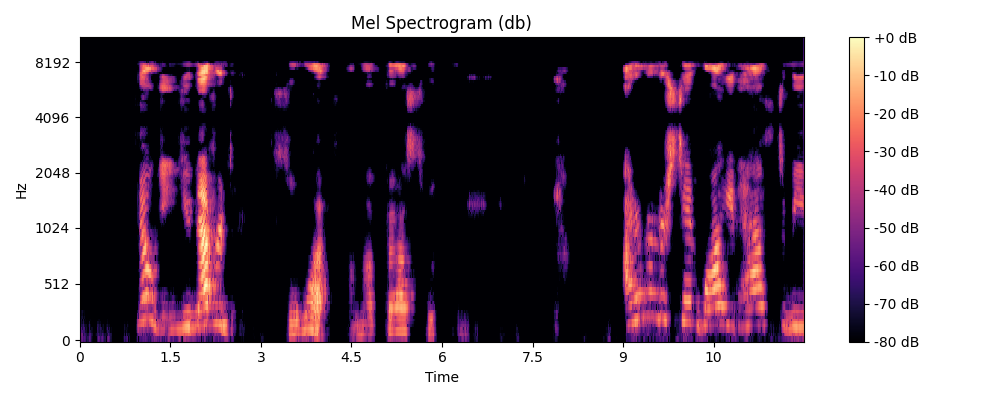 Mel Spectrogram (db)
8192
4096
2048
1024
512
0
Hz
0 1.5 3 4.5 6 7.5 9 10
Time
+0 dB
-10 dB
-20 dB
-30 dB
-40 dB
-50 dB
-60 dB
-70 dB
-80 dB